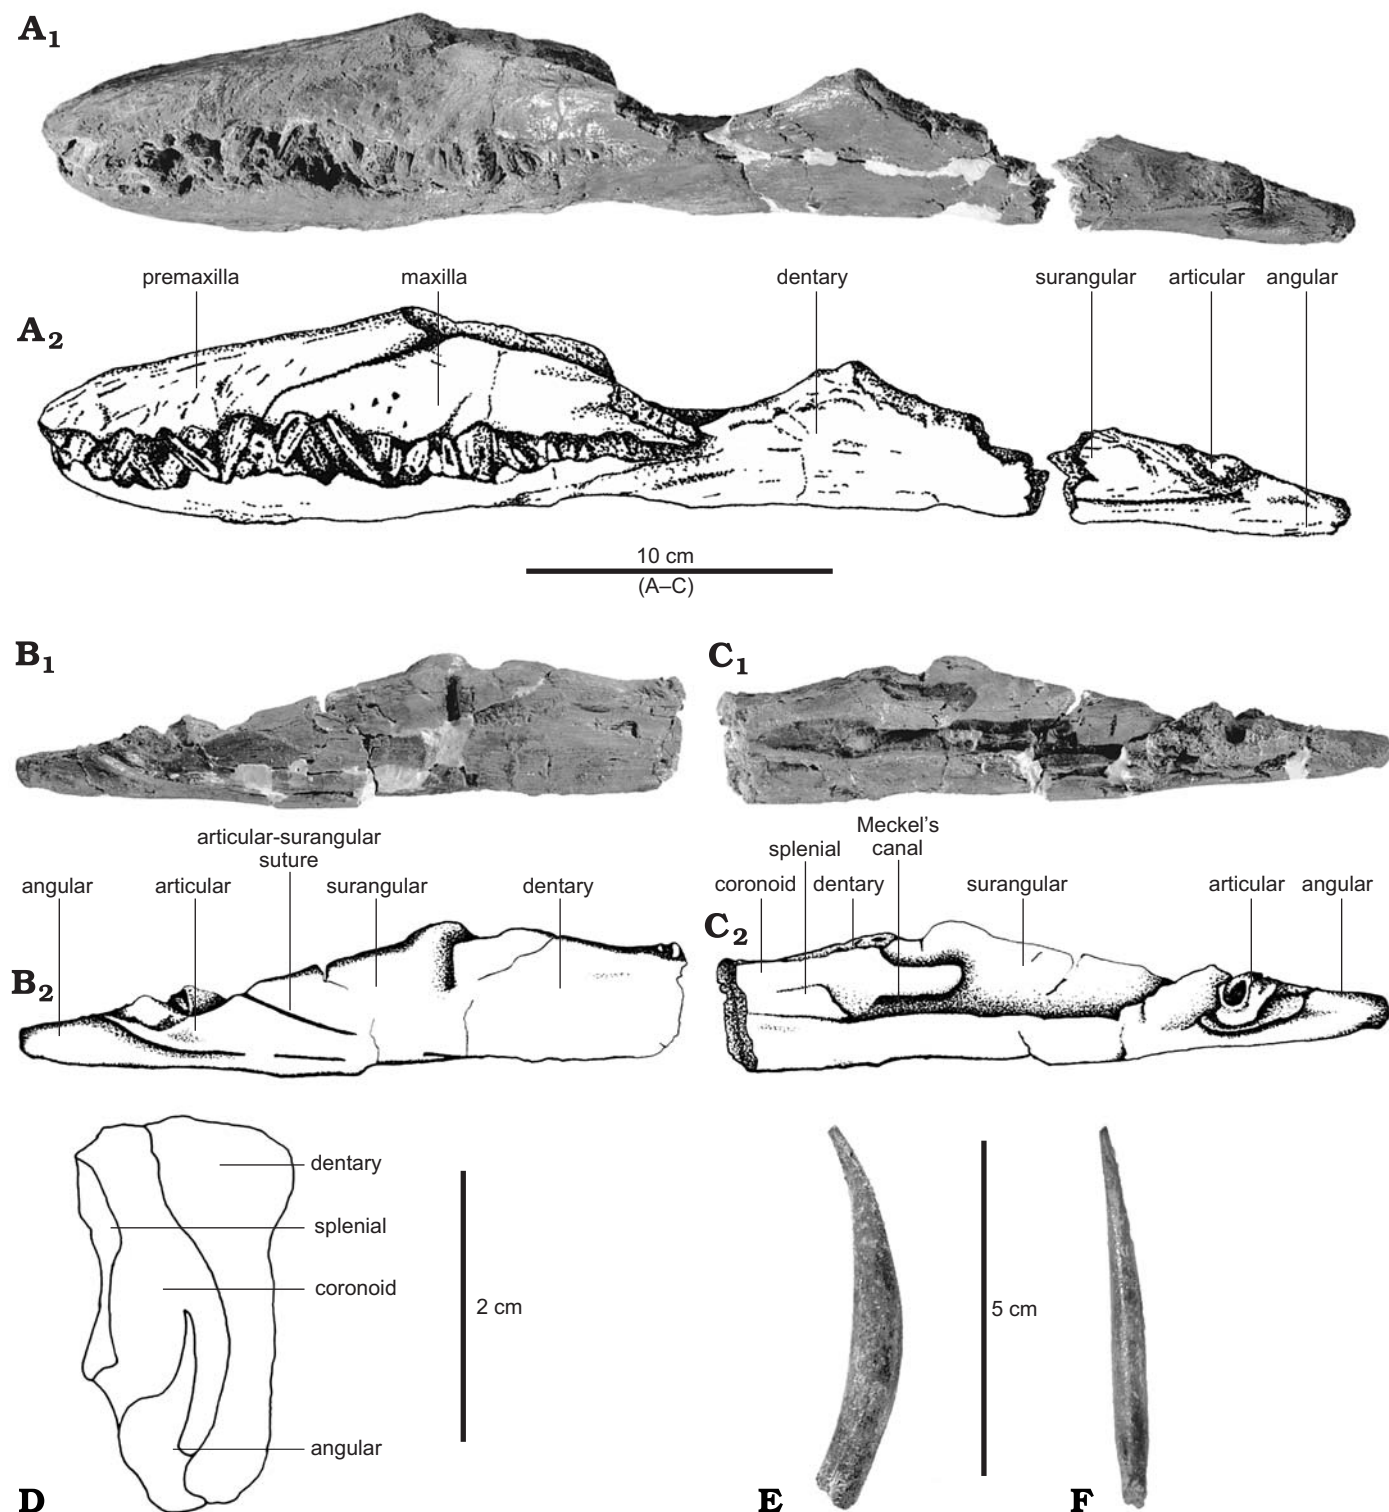 A1
premaxilla maxilla dentary surangular articular angular
A2
10 cm
(A–C)
B1
C1
articular-surangular
suture
angular articular surangular dentary
B2
Meckel's
canal
splenial
coronoid dentary surangular articular angular
C2
dentary
splenial
coronoid
angular
2 cm
D
5 cm
E
F